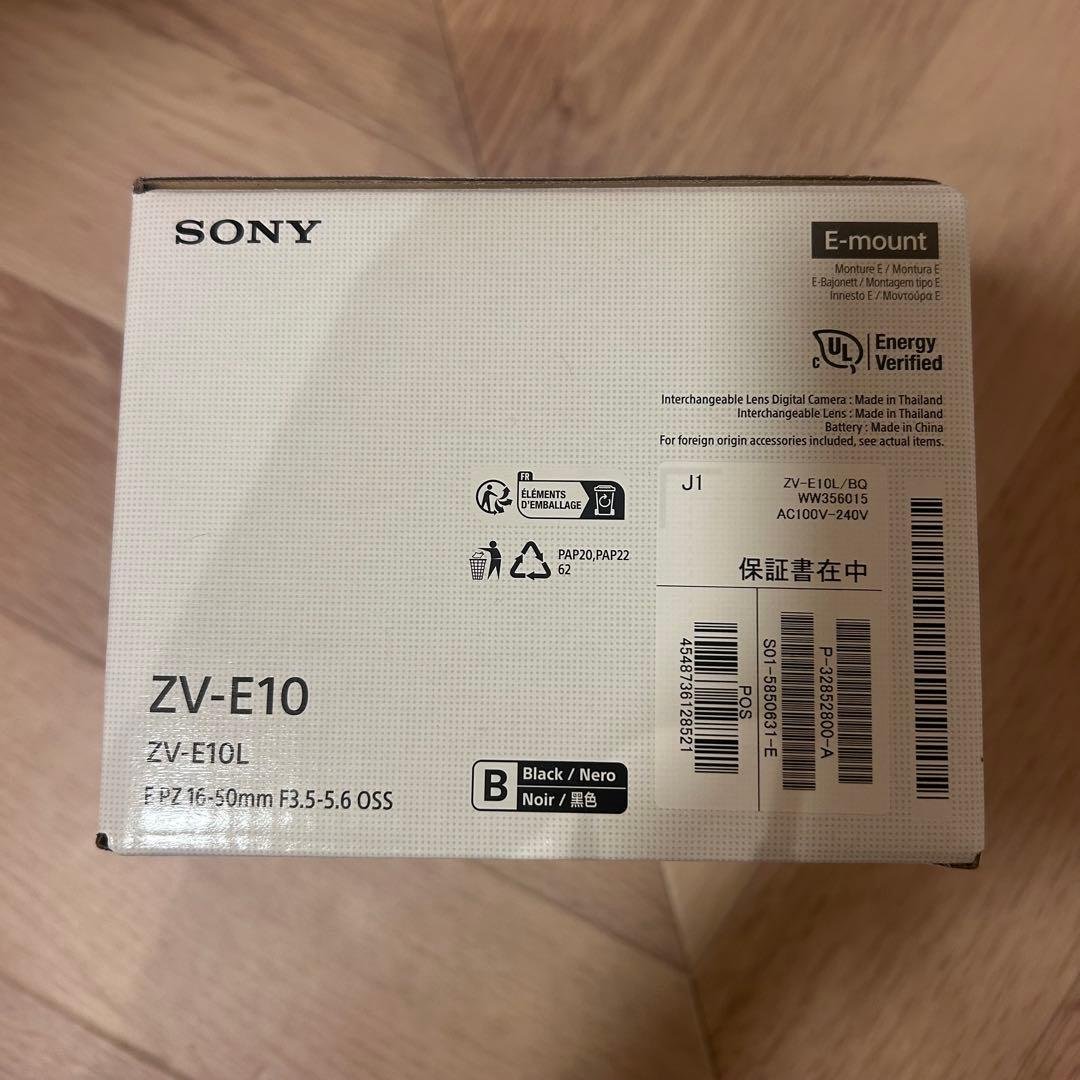 SONY
E-mount
Monture E / Montura E
E-Bajonett / Montagem tipo E
Innesto E / Μοντούρα E
C UL Energy Verified
Interchangeable Lens Digital Camera : Made in Thailand
Interchangeable Lens : Made in Thailand
Battery : Made in China
For foreign origin accessories included, see actual items.
FR
ÉLÉMENTS
D'EMBALLAGE
PAP20,PAP22
62
J1
ZV-E10L/BQ
WW356015
AC100V-240V
保証書在中
4548736128521
POS
S01-5850631-E
P-32852800-A
ZV-E10
ZV-E10L
E PZ 16-50mm F3.5-5.6 OSS
B
Black / Nero
Noir / 黑色